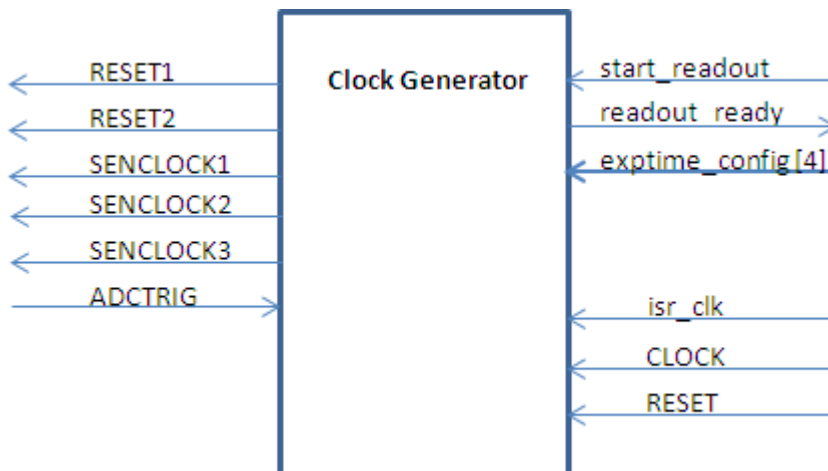 RESET1
RESET2
SENCLOCK1
SENCLOCK2
SENCLOCK3
ADCTRIG
Clock Generator
start_readout
readout_ready
exptime_config[4]
isr_clk
CLOCK
RESET